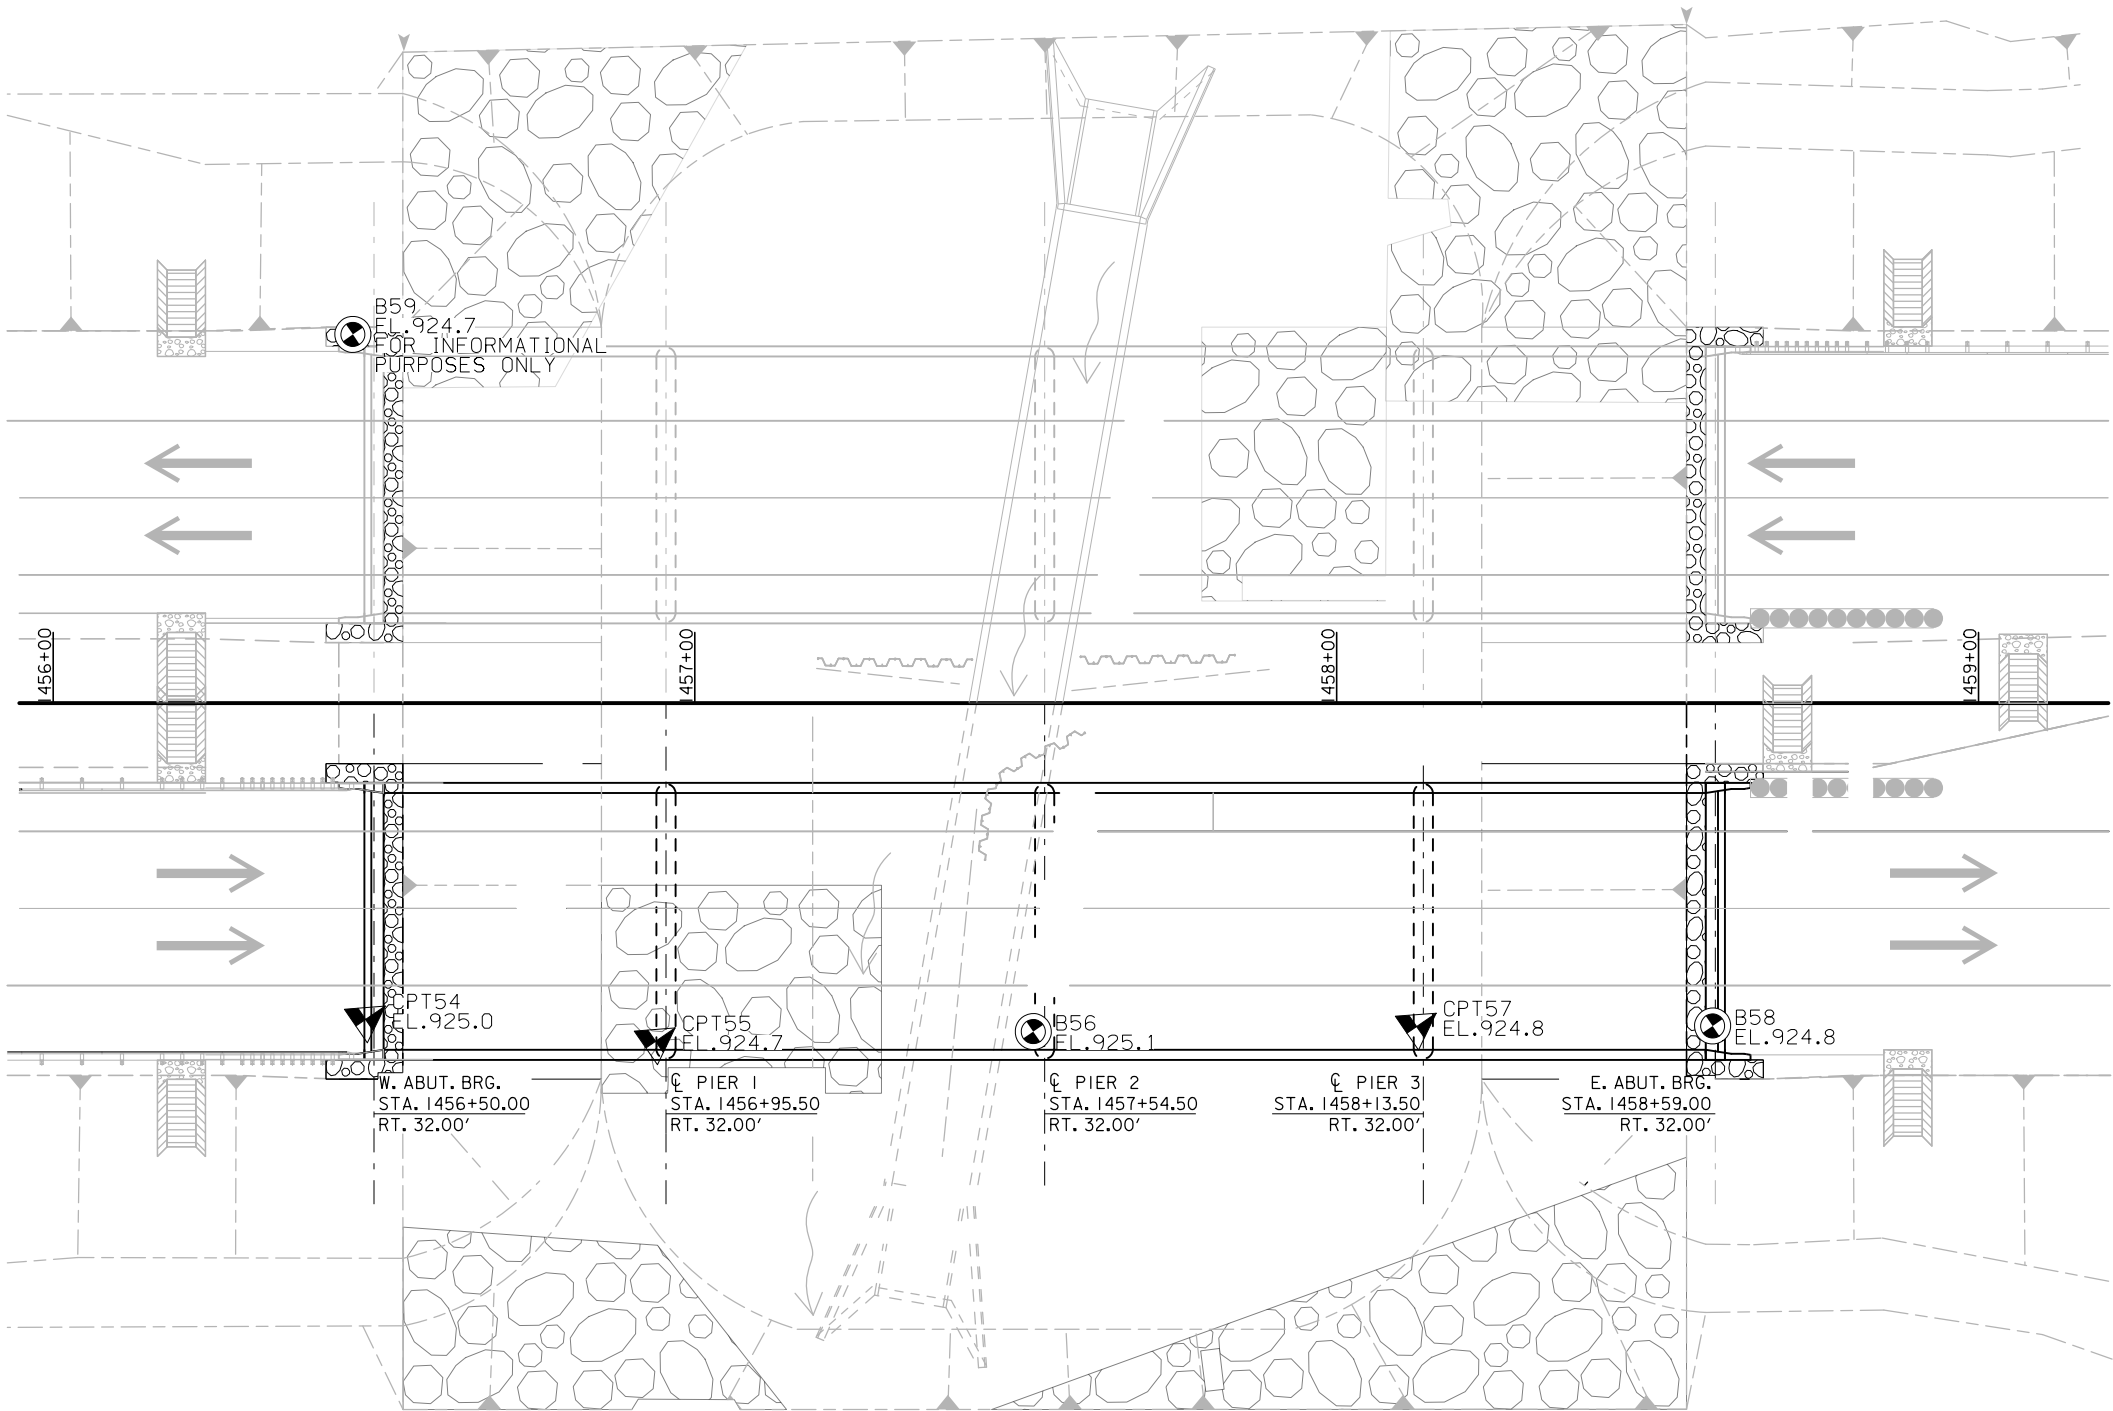 B59
EL.924.7
FOR INFORMATIONAL
PURPOSES ONLY
1456+00
1457+00
1458+00
1459+00
CPT54
EL.925.0
CPT55
EL.924.7
B56
EL.925.1
CPT57
EL.924.8
B58
EL.924.8
W. ABUT. BRG.
STA. 1456+50.00
RT. 32.00'
℄ PIER 1
STA. 1456+95.50
RT. 32.00'
℄ PIER 2
STA. 1457+54.50
RT. 32.00'
℄ PIER 3
STA. 1458+13.50
RT. 32.00'
E. ABUT. BRG.
STA. 1458+59.00
RT. 32.00'